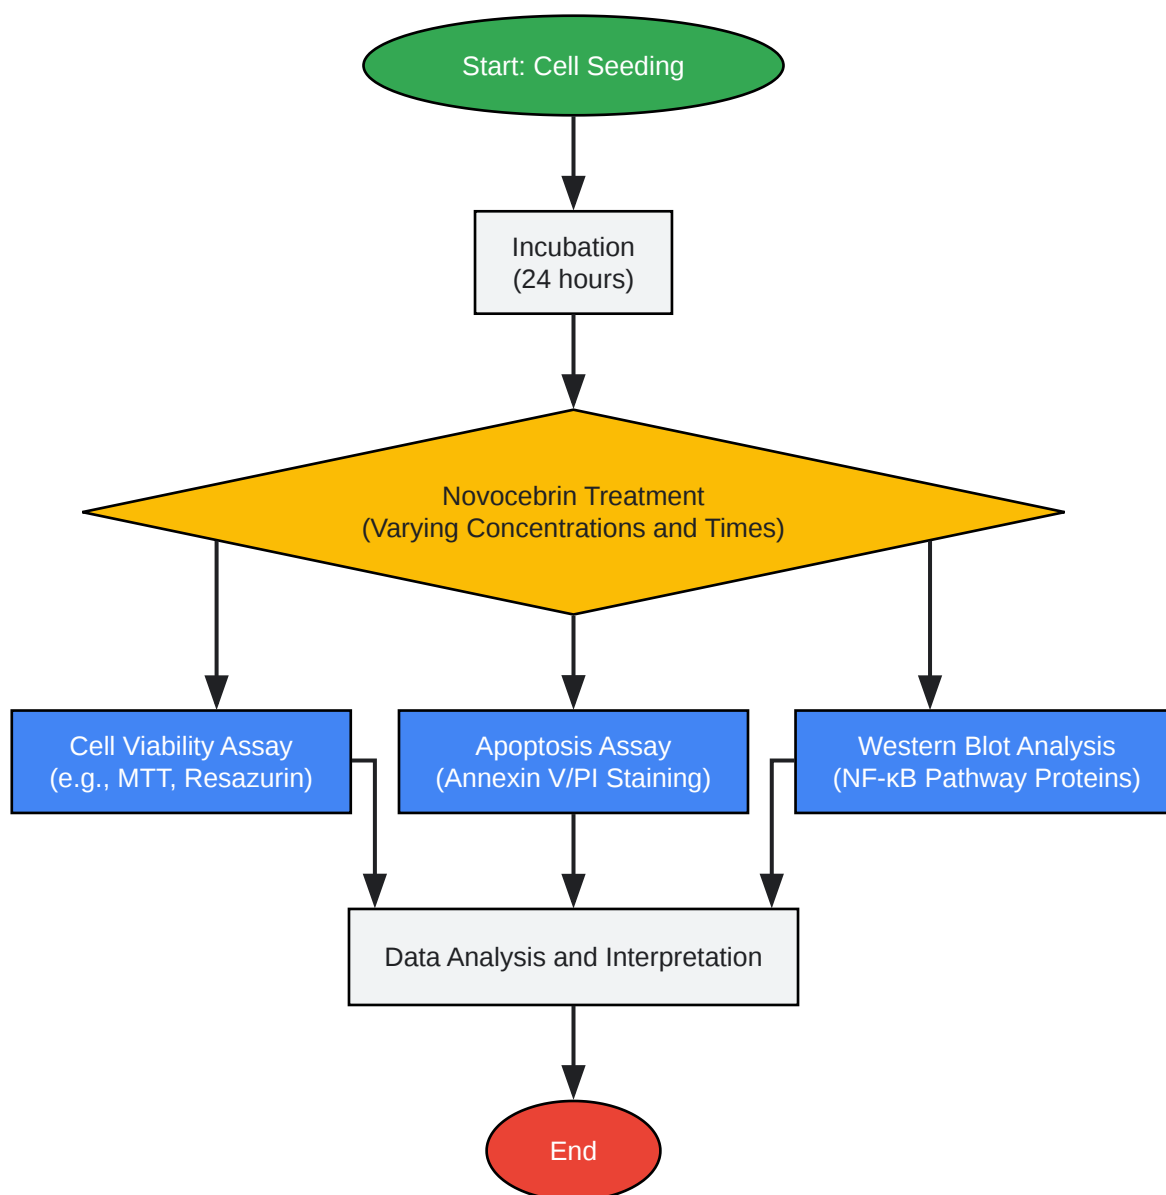 Start: Cell Seeding
Incubation
(24 hours)
Novocebrin Treatment
(Varying Concentrations and Times)
Cell Viability Assay
(e.g., MTT, Resazurin)
Apoptosis Assay
(Annexin V/PI Staining)
Western Blot Analysis
(NF-κB Pathway Proteins)
Data Analysis and Interpretation
End